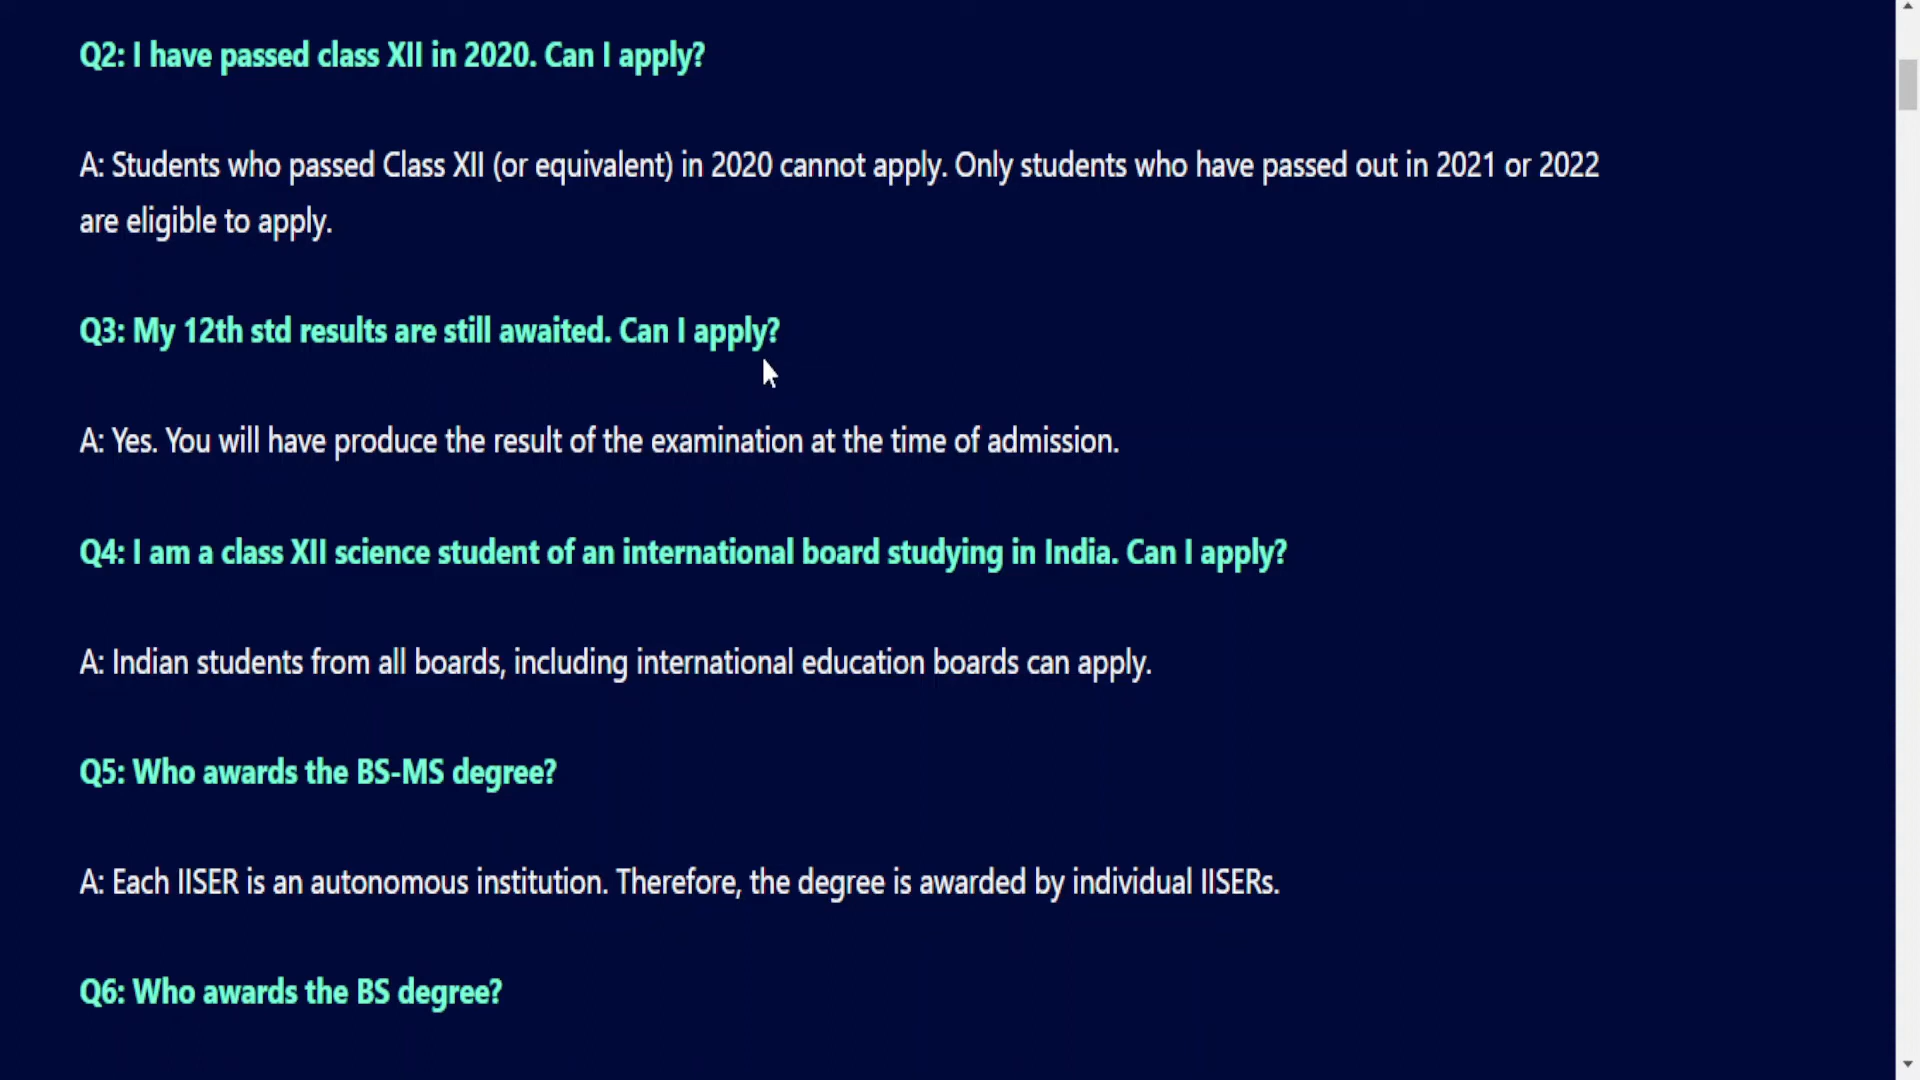 Q2: I have passed class XII in 2020. Can I apply?
A: Students who passed Class XII (or equivalent) in 2020 cannot apply. Only students who have passed out in 2021 or 2022
are eligible to apply.
Q3: My 12th std results are still awaited. Can I apply?
A: Yes. You will have produce the result of the examination at the time of admission.
Q4: I am a class XII science student of an international board studying in India. Can I apply?
A: Indian students from all boards, including international education boards can apply.
Q5: Who awards the BS-MS degree?
A: Each IISER is an autonomous institution. Therefore, the degree is awarded by individual IISERs.
Q6: Who awards the BS degree?